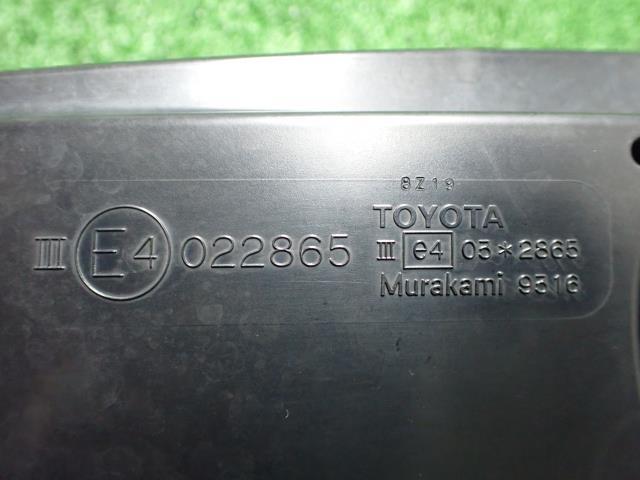 8Z19
III E4 022865
TOYOTA
III e4 03*2865
Murakami 9316